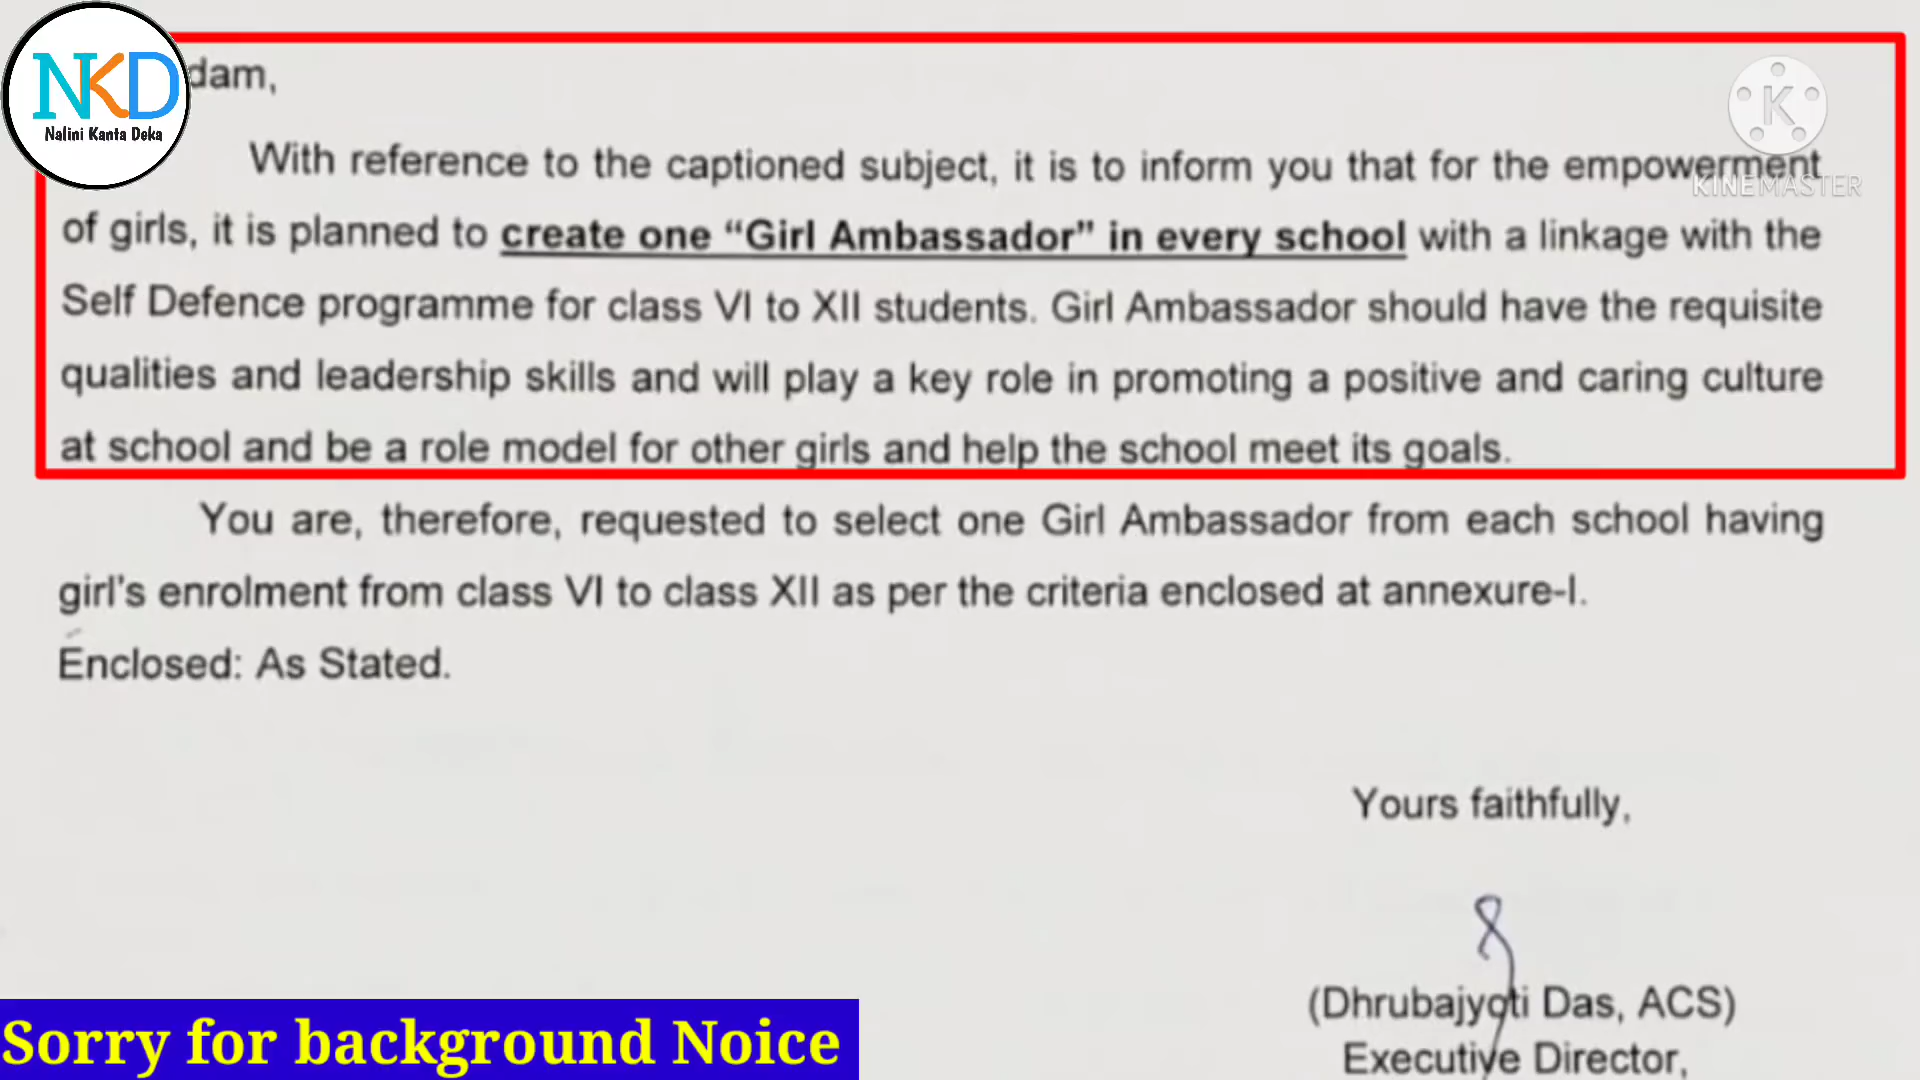 NKD
Nalini Kanta Deka
dam,
K
KINEMASTER
With reference to the captioned subject, it is to inform you that for the empowerment
of girls, it is planned to create one “Girl Ambassador” in every school with a linkage with the
Self Defence programme for class VI to XII students. Girl Ambassador should have the requisite
qualities and leadership skills and will play a key role in promoting a positive and caring culture
at school and be a role model for other girls and help the school meet its goals.
You are, therefore, requested to select one Girl Ambassador from each school having
girl's enrolment from class VI to class XII as per the criteria enclosed at annexure-I.
Enclosed: As Stated.
Yours faithfully,
(Dhrubajyoti Das, ACS)
Executive Director,
Sorry for background Noice